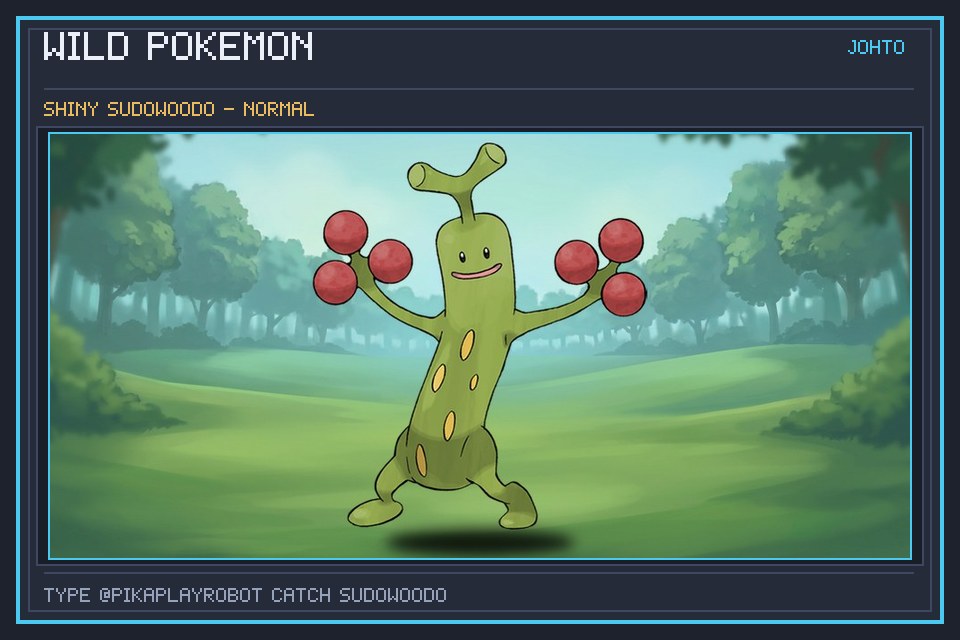 WILD POKEMON
JOHTO
SHINY SUDOWOODO - NORMAL
TYPE @PIKAPLAYROBOT CATCH SUDOWOODO